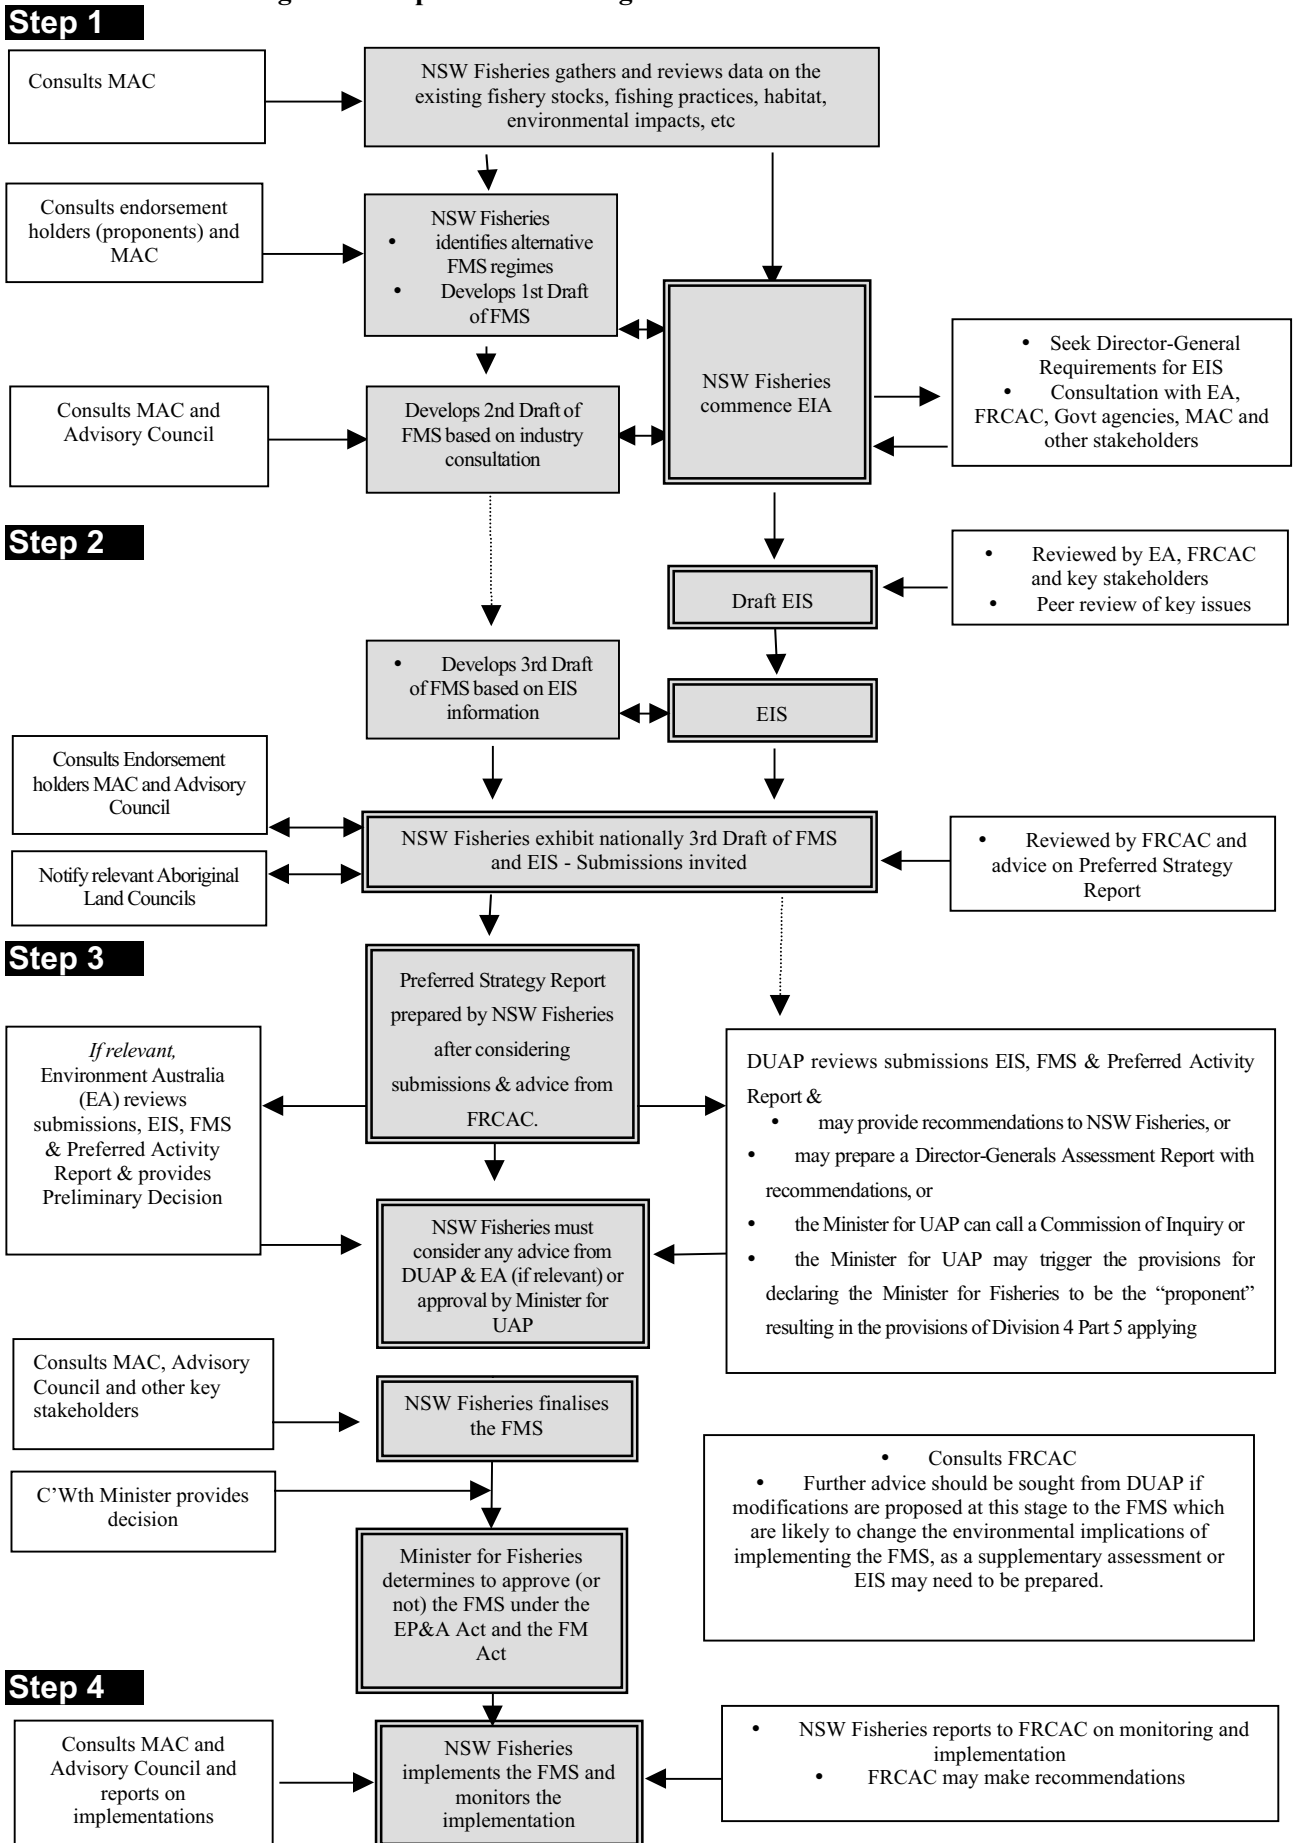 Step 1
Consults MAC
NSW Fisheries gathers and reviews data on the
existing fishery stocks, fishing practices, habitat,
environmental impacts, etc
Consults endorsement
holders (proponents) and
MAC
NSW Fisheries
• identifies alternative
FMS regimes
• Develops 1st Draft
of FMS
NSW Fisheries
commence EIA
• Seek Director-General
Requirements for EIS
• Consultation with EA,
FRCAC, Govt agencies, MAC and
other stakeholders
Consults MAC and
Advisory Council
Develops 2nd Draft of
FMS based on industry
consultation
Step 2
Draft EIS
• Reviewed by EA, FRCAC
and key stakeholders
• Peer review of key issues
• Develops 3rd Draft
of FMS based on EIS
information
EIS
Consults Endorsement
holders MAC and Advisory
Council
Notify relevant Aboriginal
Land Councils
NSW Fisheries exhibit nationally 3rd Draft of FMS
and EIS - Submissions invited
• Reviewed by FRCAC and
advice on Preferred Strategy
Report
Step 3
Preferred Strategy Report
prepared by NSW Fisheries
after considering
submissions & advice from
FRCAC.
If relevant,
Environment Australia
(EA) reviews
submissions, EIS, FMS
& Preferred Activity
Report & provides
Preliminary Decision
DUAP reviews submissions EIS, FMS & Preferred Activity
Report &
• may provide recommendations to NSW Fisheries, or
• may prepare a Director-Generals Assessment Report with
recommendations, or
• the Minister for UAP can call a Commission of Inquiry or
• the Minister for UAP may trigger the provisions for
declaring the Minister for Fisheries to be the “proponent”
resulting in the provisions of Division 4 Part 5 applying
NSW Fisheries must
consider any advice from
DUAP & EA (if relevant) or
approval by Minister for
UAP
Consults MAC, Advisory
Council and other key
stakeholders
NSW Fisheries finalises
the FMS
C’Wth Minister provides
decision
• Consults FRCAC
• Further advice should be sought from DUAP if
modifications are proposed at this stage to the FMS which
are likely to change the environmental implications of
implementing the FMS, as a supplementary assessment or
EIS may need to be prepared.
Minister for Fisheries
determines to approve (or
not) the FMS under the
EP&A Act and the FM
Act
Step 4
Consults MAC and
Advisory Council and
reports on
implementations
NSW Fisheries
implements the FMS and
monitors the
implementation
• NSW Fisheries reports to FRCAC on monitoring and
implementation
• FRCAC may make recommendations